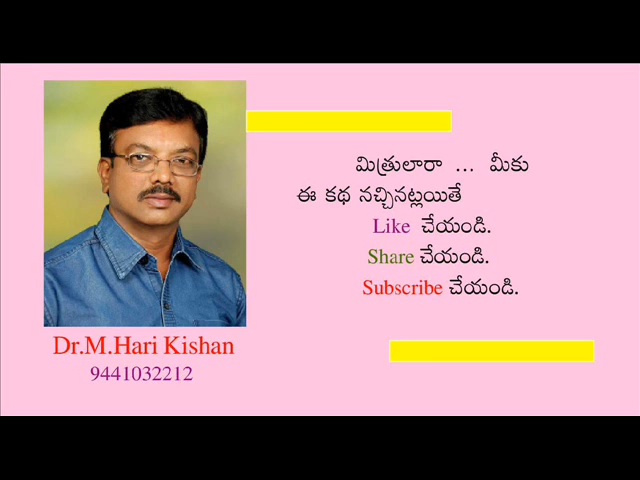 మిత్రులారా ... మీకు
ఈ కథ నచ్చినట్లయితే
Like చేయండి.
Share చేయండి.
Subscribe చేయండి.
Dr.M.Hari Kishan
9441032212